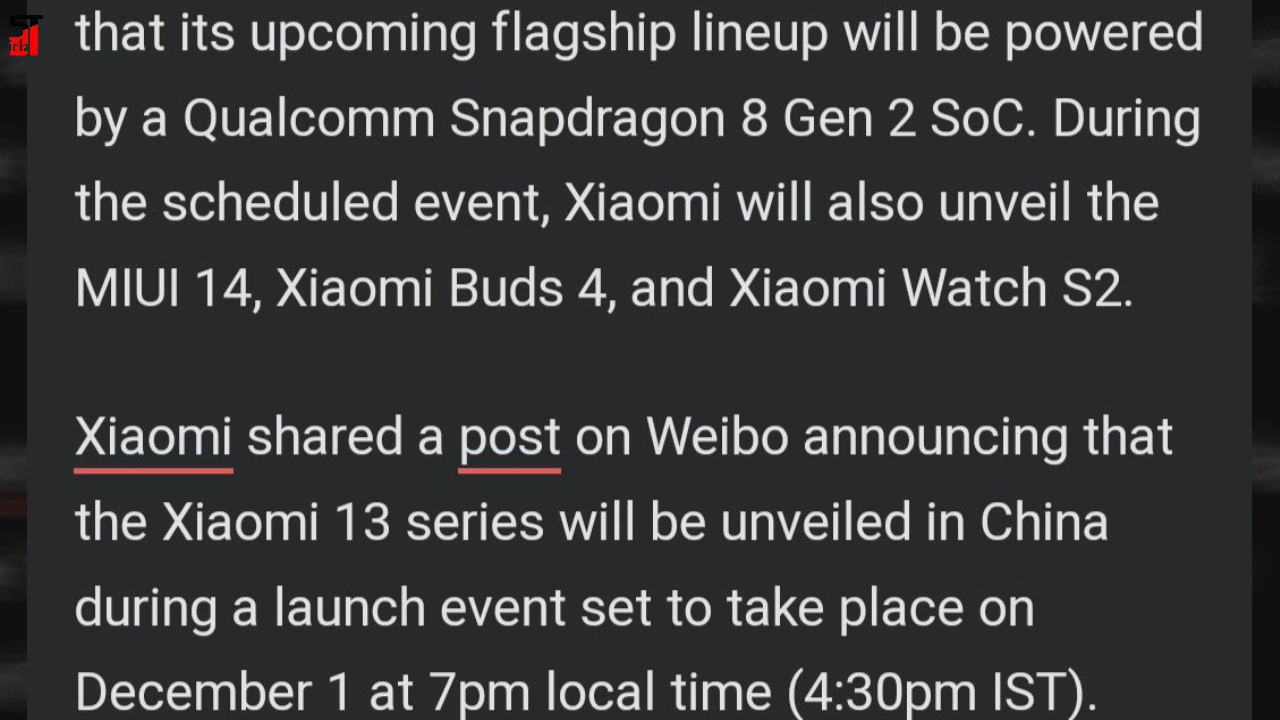 ST
rlz
that its upcoming flagship lineup will be powered
by a Qualcomm Snapdragon 8 Gen 2 SoC. During
the scheduled event, Xiaomi will also unveil the
MIUI 14, Xiaomi Buds 4, and Xiaomi Watch S2.
Xiaomi shared a post on Weibo announcing that
the Xiaomi 13 series will be unveiled in China
during a launch event set to take place on
December 1 at 7pm local time (4:30pm IST).